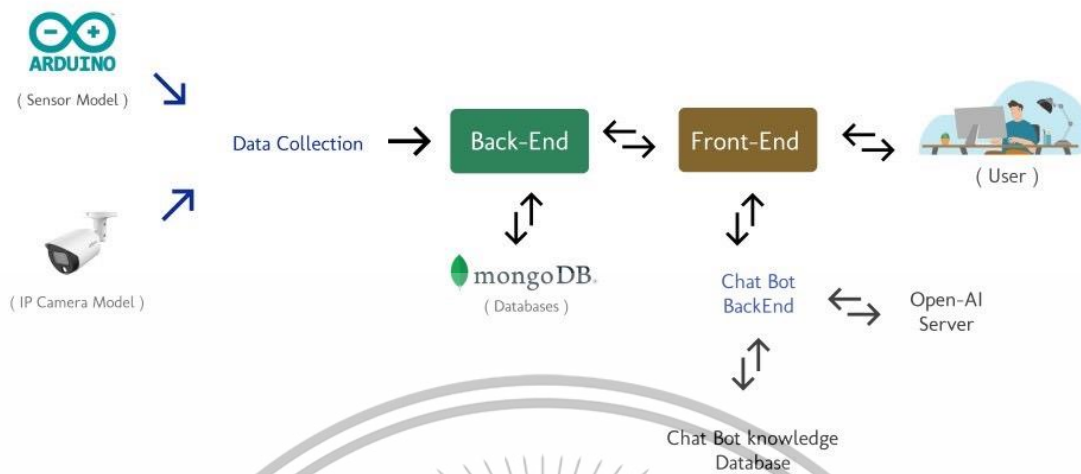 ARDUINO
( Sensor Model )
Data Collection
Back-End
Front-End
( User )
( IP Camera Model )
mongoDB.
( Databases )
Chat Bot
BackEnd
Open-AI
Server
Chat Bot knowledge
Database